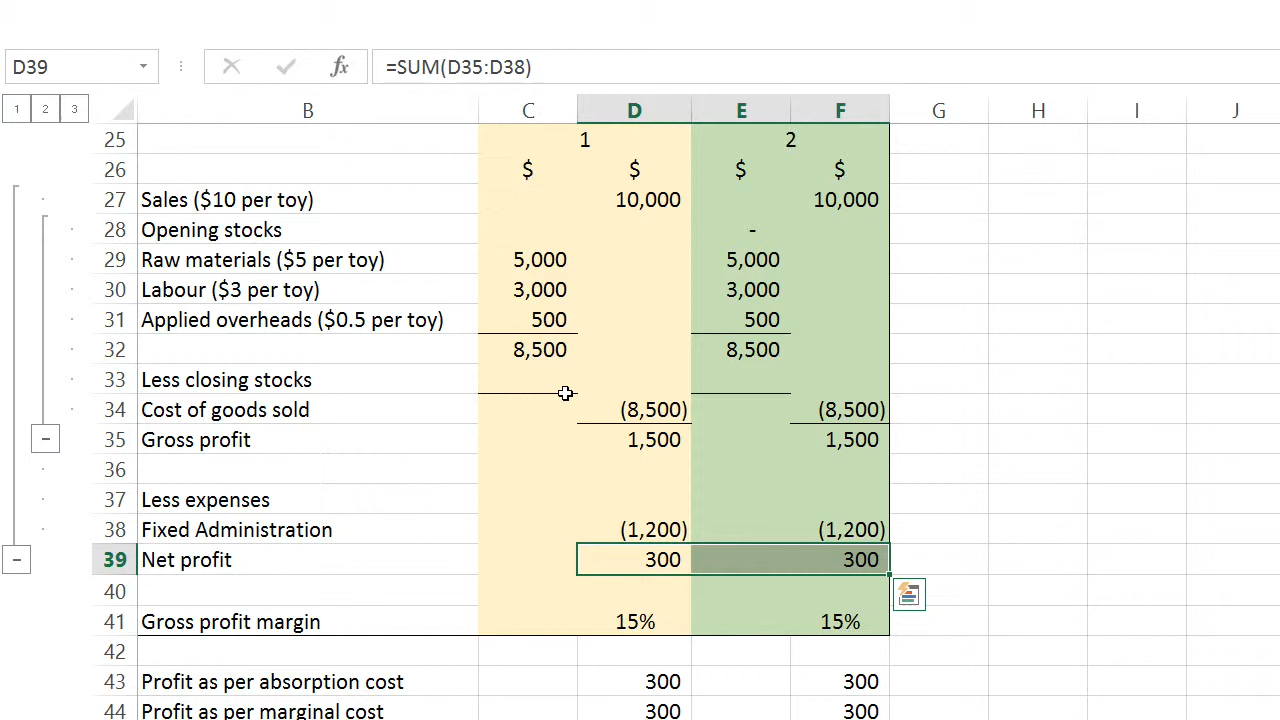 D39 fx =SUM(D35:D38)
1 2 3 B C D E F G H I J
25 1 2
26 $ $ $ $
27 Sales ($10 per toy) 10,000 10,000
28 Opening stocks -
29 Raw materials ($5 per toy) 5,000 5,000
30 Labour ($3 per toy) 3,000 3,000
31 Applied overheads ($0.5 per toy) 500 500
32 8,500 8,500
33 Less closing stocks
34 Cost of goods sold (8,500) (8,500)
35 Gross profit 1,500 1,500
36
37 Less expenses
38 Fixed Administration (1,200) (1,200)
39 Net profit 300 300
40
41 Gross profit margin 15% 15%
42
43 Profit as per absorption cost 300 300
44 Profit as per marginal cost 300 300